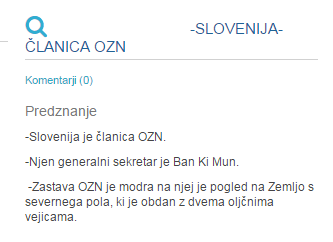 -SLOVENIJA-
ČLANICA OZN
Komentarji (0)
Predznanje
-Slovenija je članica OZN.
-Njen generalni sekretar je Ban Ki Mun.
-Zastava OZN je modra na njej je pogled na Zemljo s
severnega pola, ki je obdan z dvema oljčnima
vejicama.